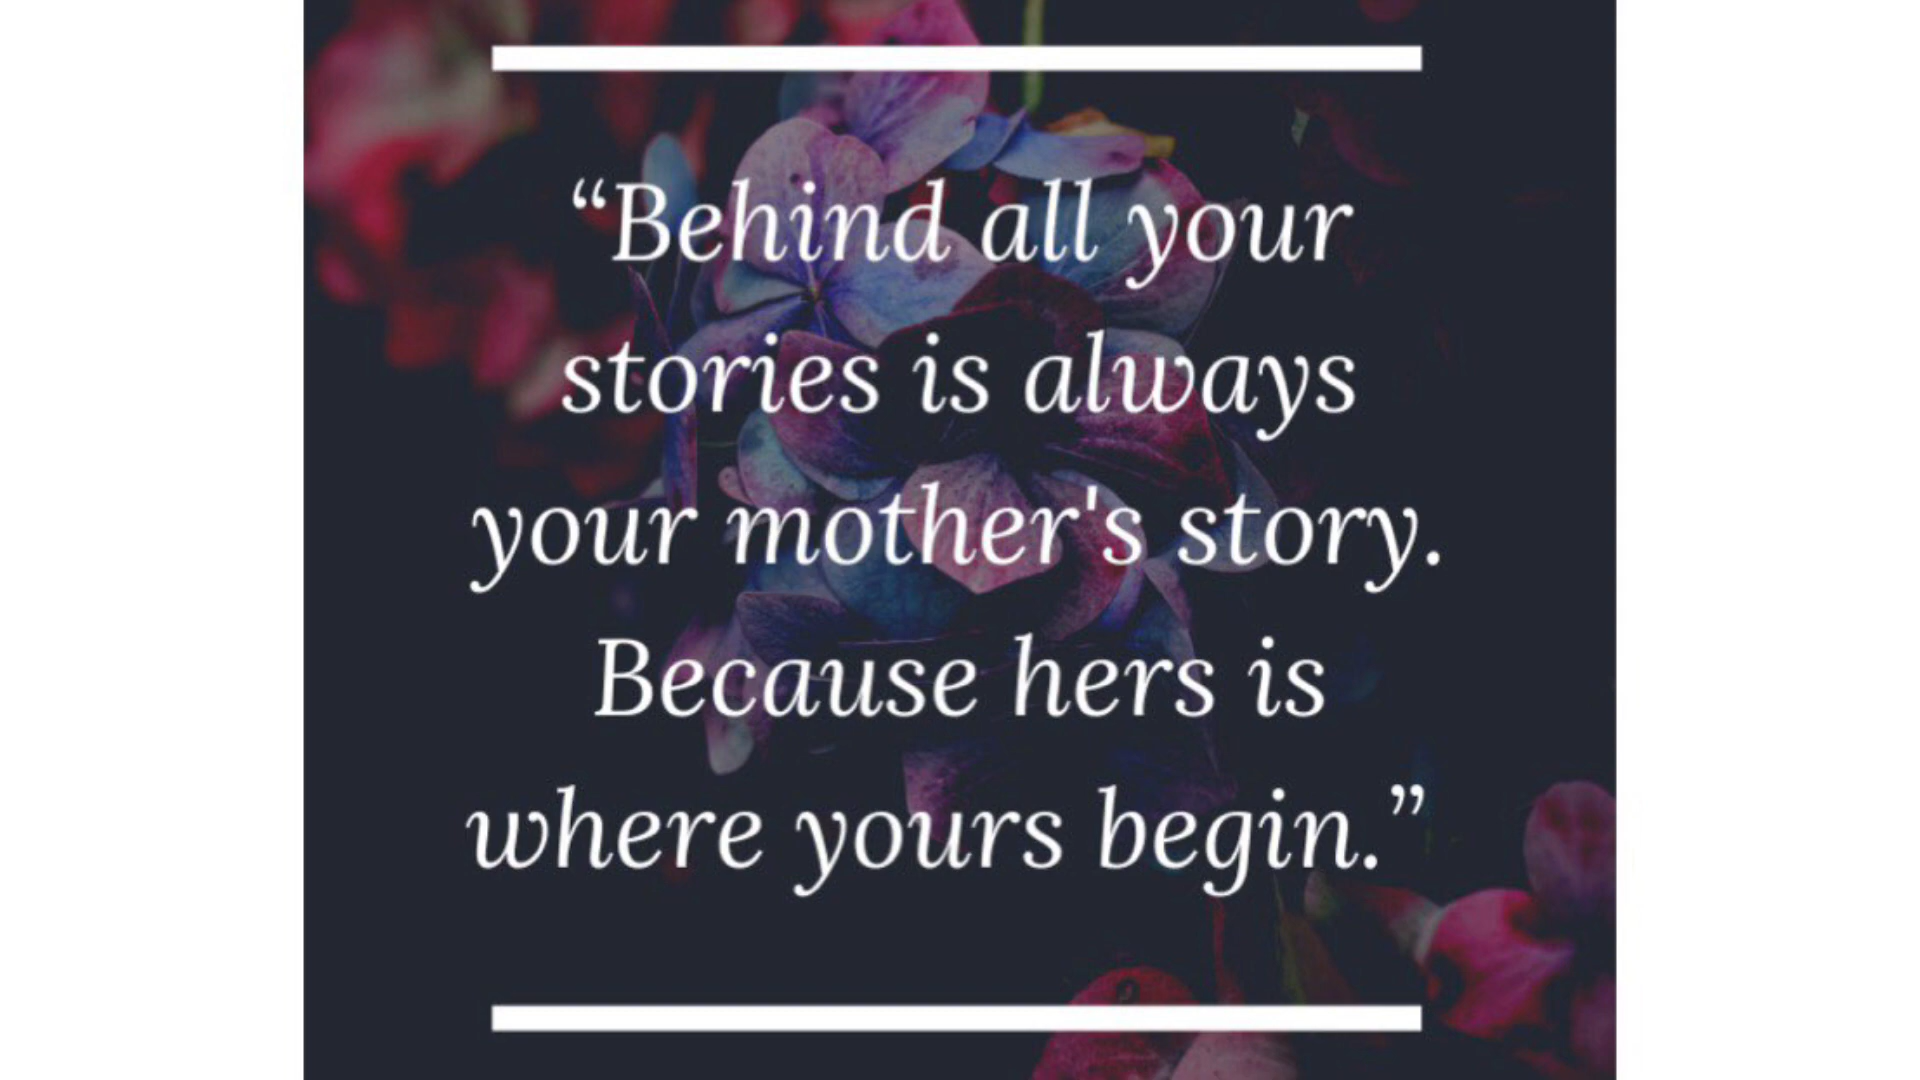 “Behind all your
stories is always
your mother's story.
Because hers is
where yours begin.”